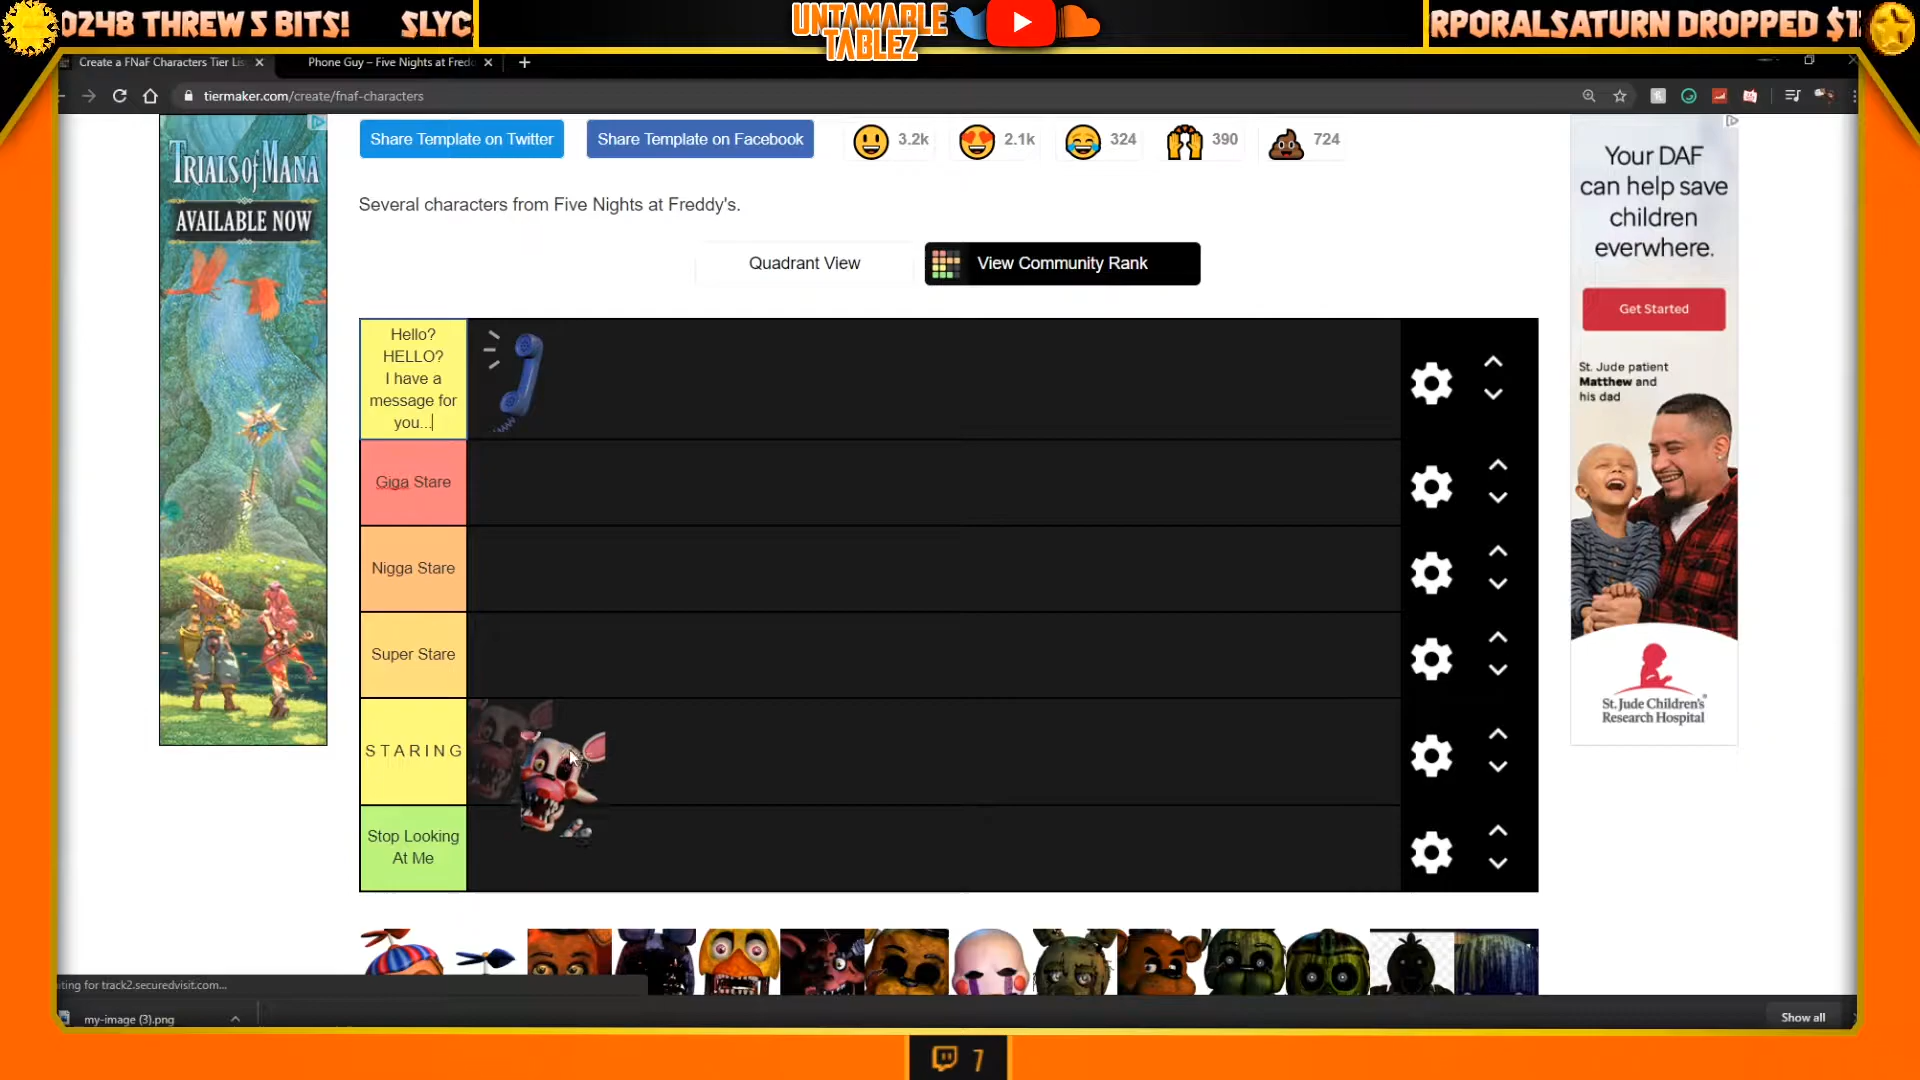 0248 THREW 5 BITS!
SLYC
UNTAMABLE
TABLEZ
RPORALSATURN DROPPED $1
Create a FNaF Characters Tier Lis
Phone Guy – Five Nights at Fredd
tiermaker.com/create/fnaf-characters
Share Template on Twitter
Share Template on Facebook
3.2k
2.1k
324
390
724
Several characters from Five Nights at Freddy's.
Quadrant View
View Community Rank
TRIALS of MANA
AVAILABLE NOW
Hello?
HELLO?
I have a
message for
you...
Giga Stare
Nigga Stare
Super Stare
S T A R I N G
Stop Looking
At Me
Your DAF
can help save
children
everwhere.
Get Started
St. Jude patient
Matthew and
his dad
St. Jude Children's
Research Hospital
iting for track2.securedvisit.com...
my-image (3).png
Show all
7